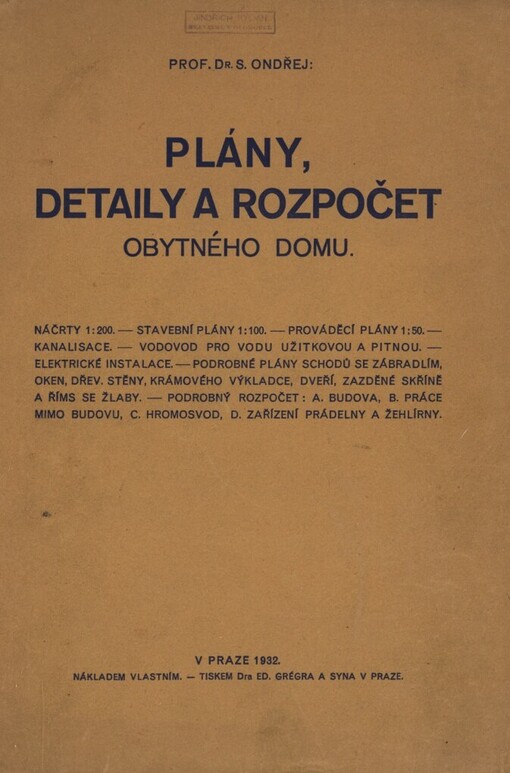 PROF. DR. S. ONDŘEJ:
PLÁNY,
DETAILY A ROZPOČET
OBYTNÉHO DOMU.
NÁČRTY 1:200. — STAVEBNÍ PLÁNY 1:100. — PROVÁDĚCÍ PLÁNY 1:50. —
KANALISACE. — VODOVOD PRO VODU UŽITKOVOU A PITNOU. —
ELEKTRICKÉ INSTALACE. — PODROBNÉ PLÁNY SCHODŮ SE ZÁBRADLÍM,
OKEN, DŘEV. STĚNY, KRÁMOVÉHO VÝKLADCE, DVEŘÍ, ZAZDĚNÉ SKŘÍNĚ
A ŘÍMS SE ŽLABY. — PODROBNÝ ROZPOČET: A. BUDOVA, B. PRÁCE
MIMO BUDOVU, C. HROMOSVOD, D. ZAŘÍZENÍ PRÁDELNY A ŽEHLÍRNY.
V PRAZE 1932.
NÁKLADEM VLASTNÍM. — TISKEM Dra ED. GRÉGRA A SYNA V PRAZE.